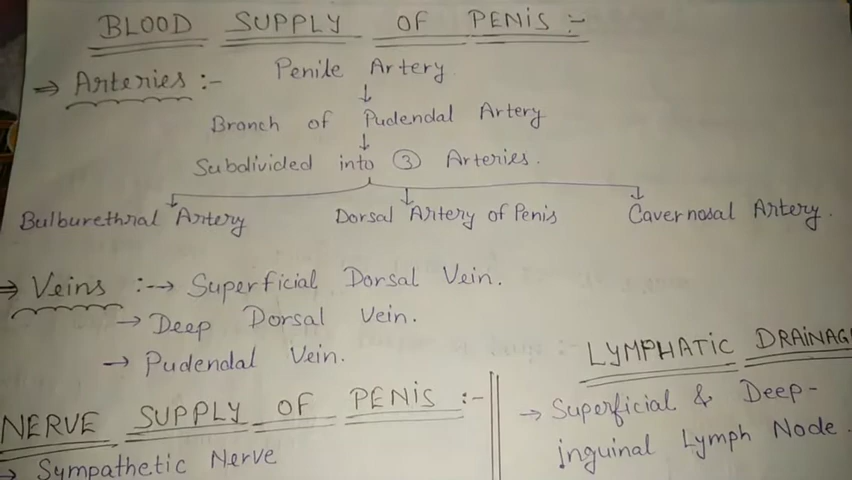 BLOOD SUPPLY OF PENIS :-
⇒ Arteries :- Penile Artery
↓
Branch of Pudendal Artery
↓
Subdivided into ③ Arteries.
Bulburethral Artery Dorsal Artery of Penis Cavernosal Artery.
⇒ Veins :-→ Superficial Dorsal Vein.
→ Deep Dorsal Vein.
→ Pudendal Vein.
NERVE SUPPLY OF PENIS :-
→ Sympathetic Nerve
LYMPHATIC DRAINAG
→ Superficial & Deep-
inguinal Lymph Node.